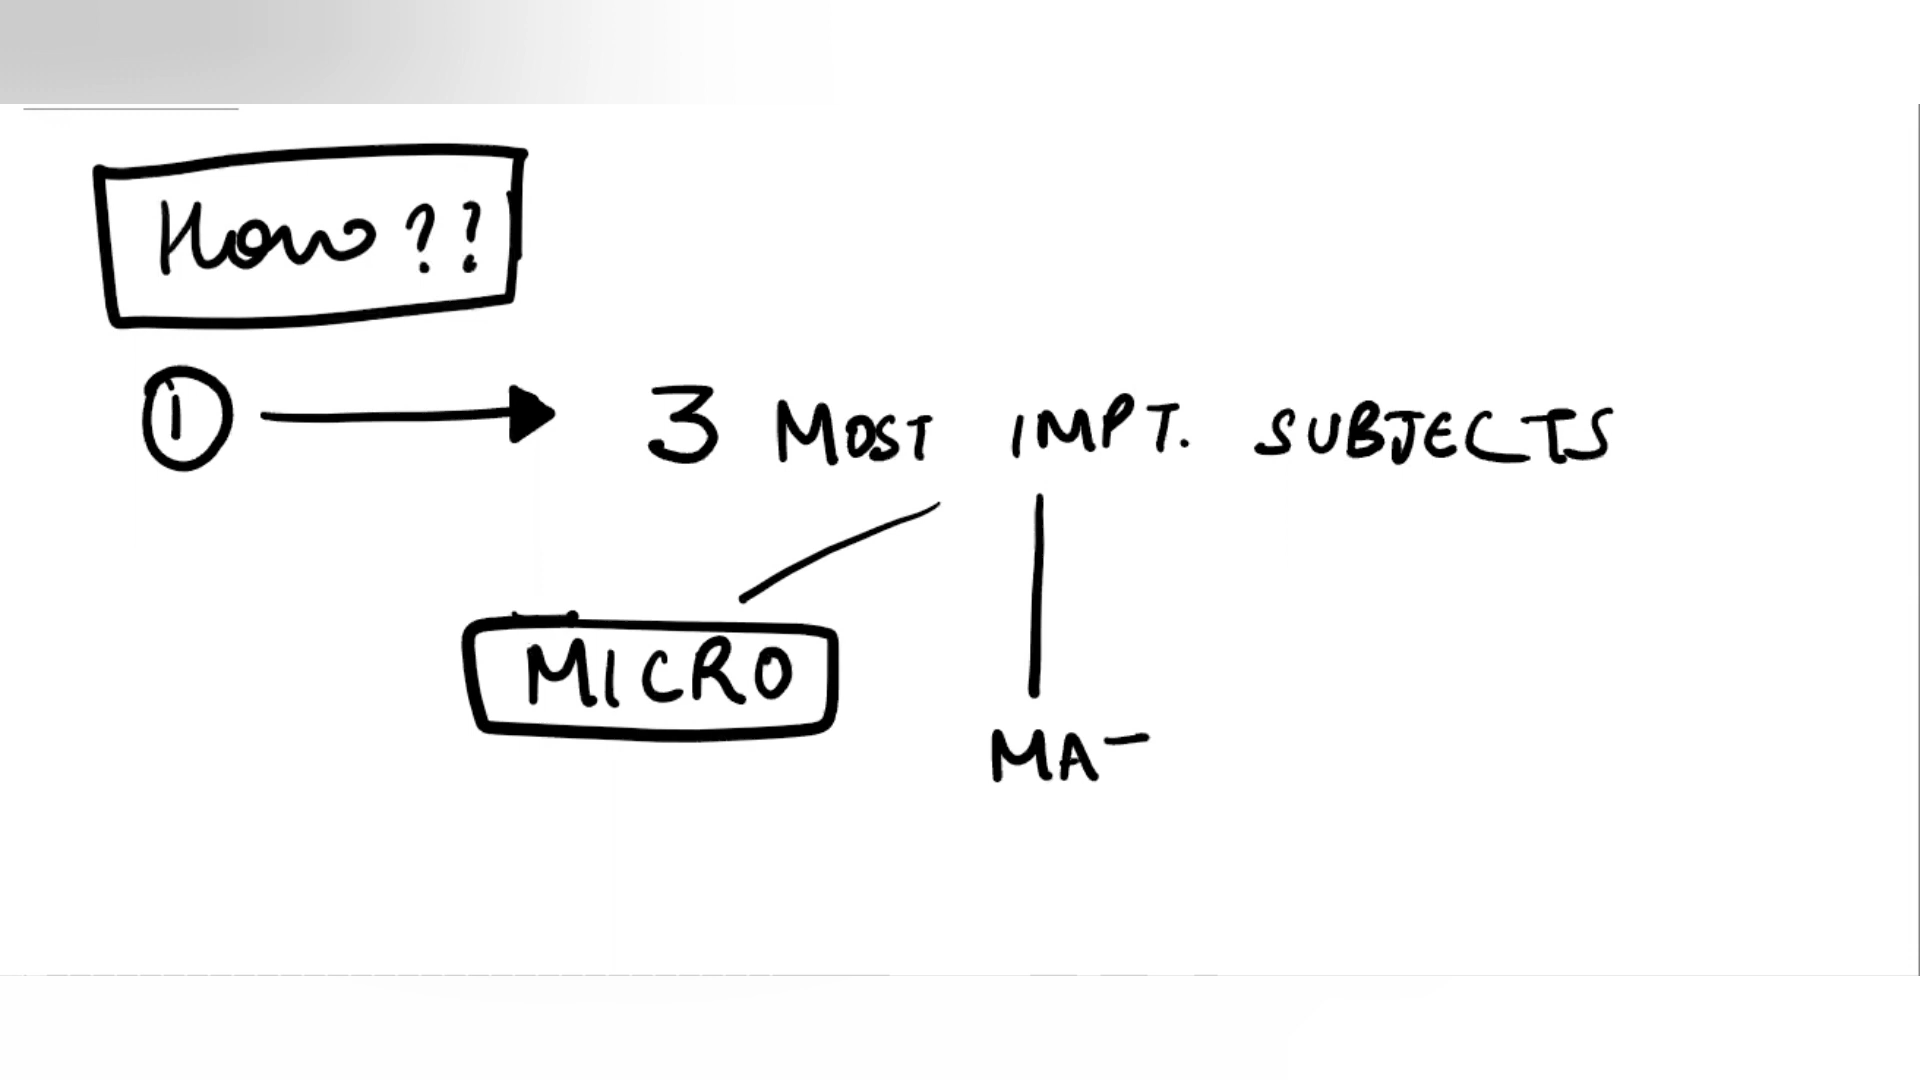 How ??
1 → 3 MOST IMPT. SUBJECTS
MICRO
MA